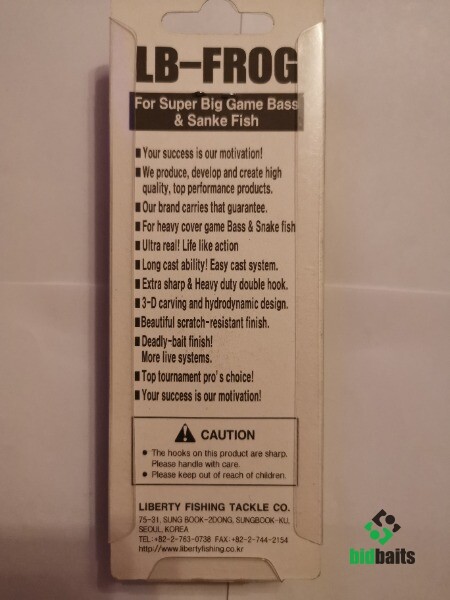 LB-FROG
For Super Big Game Bass
& Sanke Fish
Your success is our motivation!
We produce, develop and create high
quality, top performance products.
Our brand carries that guarantee.
For heavy cover game Bass & Snake fish
Ultra real! Life like action
Long cast ability! Easy cast system.
Extra sharp & Heavy duty double hook.
3-D carving and hydrodynamic design.
Beautiful scratch-resistant finish.
Deadly-bait finish!
More live systems.
Top tournament pro's choice!
Your success is our motivation!
CAUTION
The hooks on this product are sharp.
Please handle with care.
Please keep out of reach of children.
LIBERTY FISHING TACKLE CO.
75-31, SUNG BOOK-2DONG, SUNGBOOK-KU,
SEOUL, KOREA
TEL:+82-2-763-0738 FAX:+82-2-744-2154
http://www.libertyfishing.co.kr
bidbaits